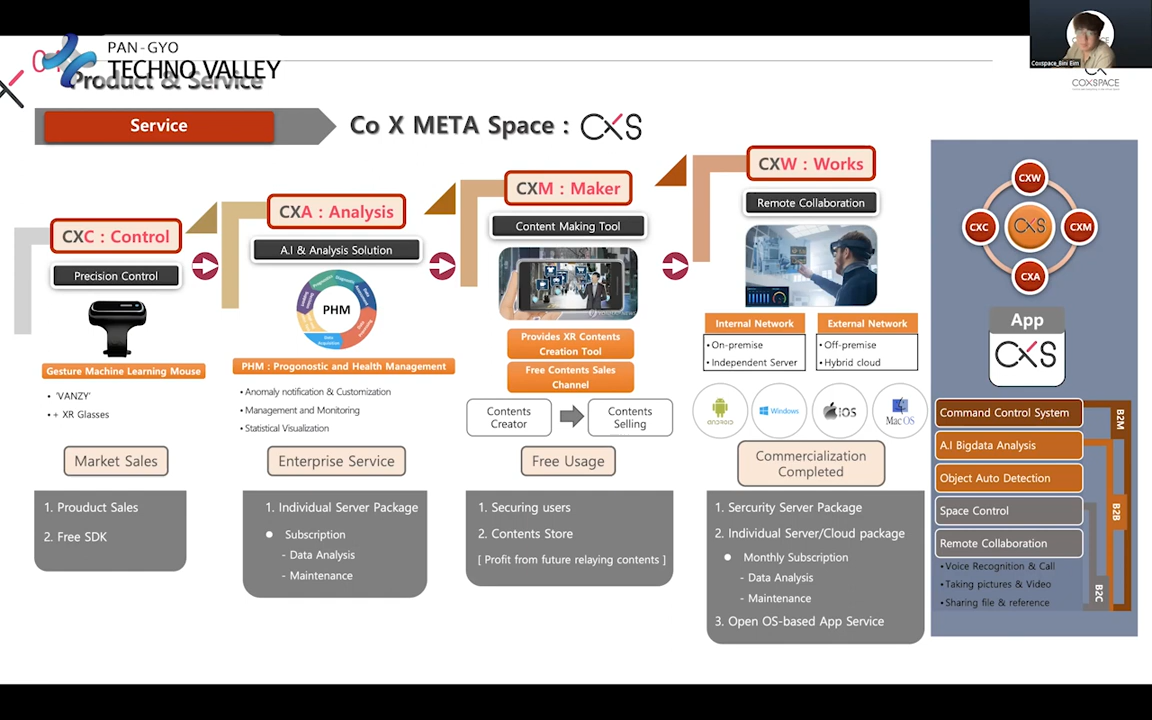 PAN-GYO
TECHNO VALLEY
Product & Service
Coxspace_Bini Eim
COXSPACE
Service
Co X META Space : CXS
CXC : Control
Precision Control
Gesture Machine Learning Mouse
• 'VANZY'
• + XR Glasses
Market Sales
1. Prouduct Sales
2. Free SDK
CXA : Analysis
A.I & Analysis Solution
PHM
PHM : Progonostic and Health Management
• Anomaly notification & Customization
• Management and Monitoring
• Statistical Visualization
Enterprise Service
1. Individual Server Package
● Subscription
- Data Analysis
- Maintenance
CXM : Maker
Content Making Tool
Provides XR Contents
Creation Tool
Free Contents Sales
Channel
Contents
Creator
Contents
Selling
Free Usage
1. Securing users
2. Contents Store
[ Profit from future relaying contents ]
CXW : Works
Remote Collaboration
Internal Network
• On-premise
• Independent Server
External Network
• Off-premise
• Hybrid cloud
ANDROID
Windows
iOS
Mac OS
Commercialization
Completed
1. Sercurity Server Package
2. Individual Server/Cloud package
● Monthly Subscription
- Data Analysis
- Maintenance
3. Open OS-based App Service
CXW
CXC
CXS
CXM
CXA
App
CXS
Command Control System
A.I Bigdata Analysis
Object Auto Detection
Space Control
Remote Collaboration
• Voice Recognition & Call
• Taking pictures & Video
• Sharing file & reference
B2M
B2B
B2C